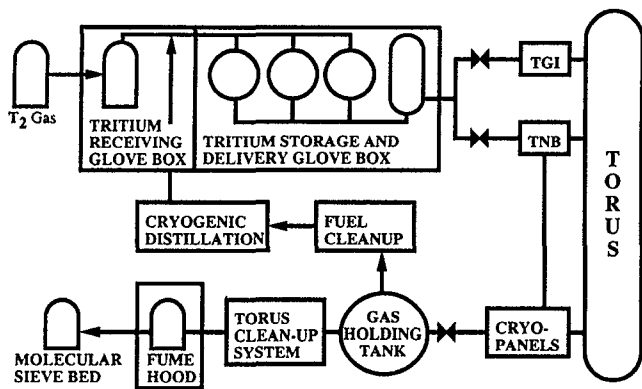 T₂ Gas
TRITIUM
RECEIVING
GLOVE BOX
TRITIUM STORAGE AND
DELIVERY GLOVE BOX
TGI
TNB
TORUS
CRYOGENIC
DISTILLATION
FUEL
CLEANUP
MOLECULAR
SIEVE BED
FUME
HOOD
TORUS
CLEAN-UP
SYSTEM
GAS
HOLDING
TANK
CRYO-
PANELS